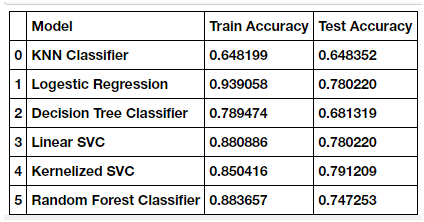 Model Train Accuracy Test Accuracy
0 KNN Classifier 0.648199 0.648352
1 Logestic Regression 0.939058 0.780220
2 Decision Tree Classifier 0.789474 0.681319
3 Linear SVC 0.880886 0.780220
4 Kernelized SVC 0.850416 0.791209
5 Random Forest Classifier 0.883657 0.747253